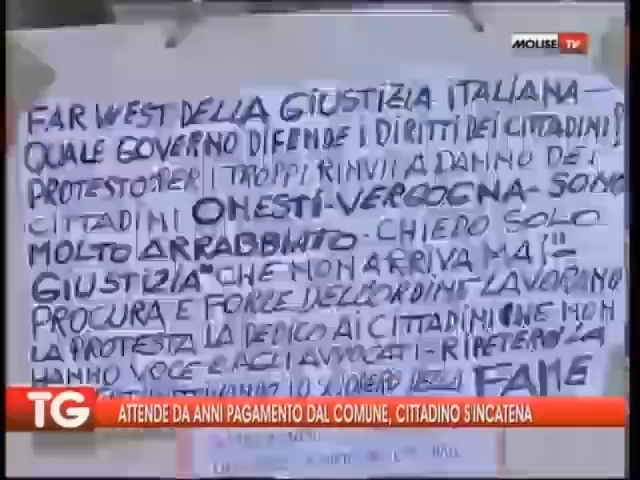 MOLISE TV
FAR WEST DELLA GIUSTIZIA ITALIANA -
QUALE GOVERNO DIFENDE I DIRITTI DEI CITTADINI?
PROTESTO PER I TROPPI RINVII A DANNO DEI
CITTADINI ONESTI - VERGOGNA - SONO
MOLTO ARRABBIATO - CHIEDO SOLO
GIUSTIZIA" CHE NON ARRIVA MAI"-
PROCURA E FORZE DELL'ORDINE LAVORANO
LA PROTESTA LA DEDICO AI CITTADINI CHE NON
HANNO VOCE E AGLI AVVOCATI - RIPETERO LA
FAME
TG ATTENDE DA ANNI PAGAMENTO DAL COMUNE, CITTADINO S'INCATENA